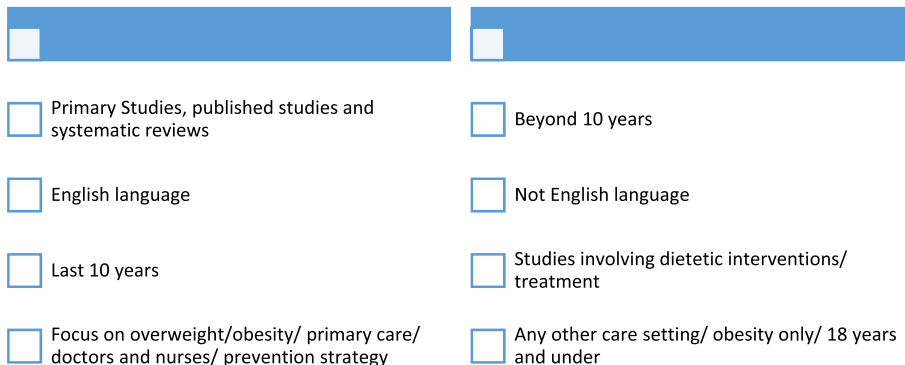 Primary Studies, published studies and
systematic reviews
English language
Last 10 years
Focus on overweight/obesity/ primary care/
doctors and nurses/ prevention strategy
Beyond 10 years
Not English language
Studies involving dietetic interventions/
treatment
Any other care setting/ obesity only/ 18 years
and under